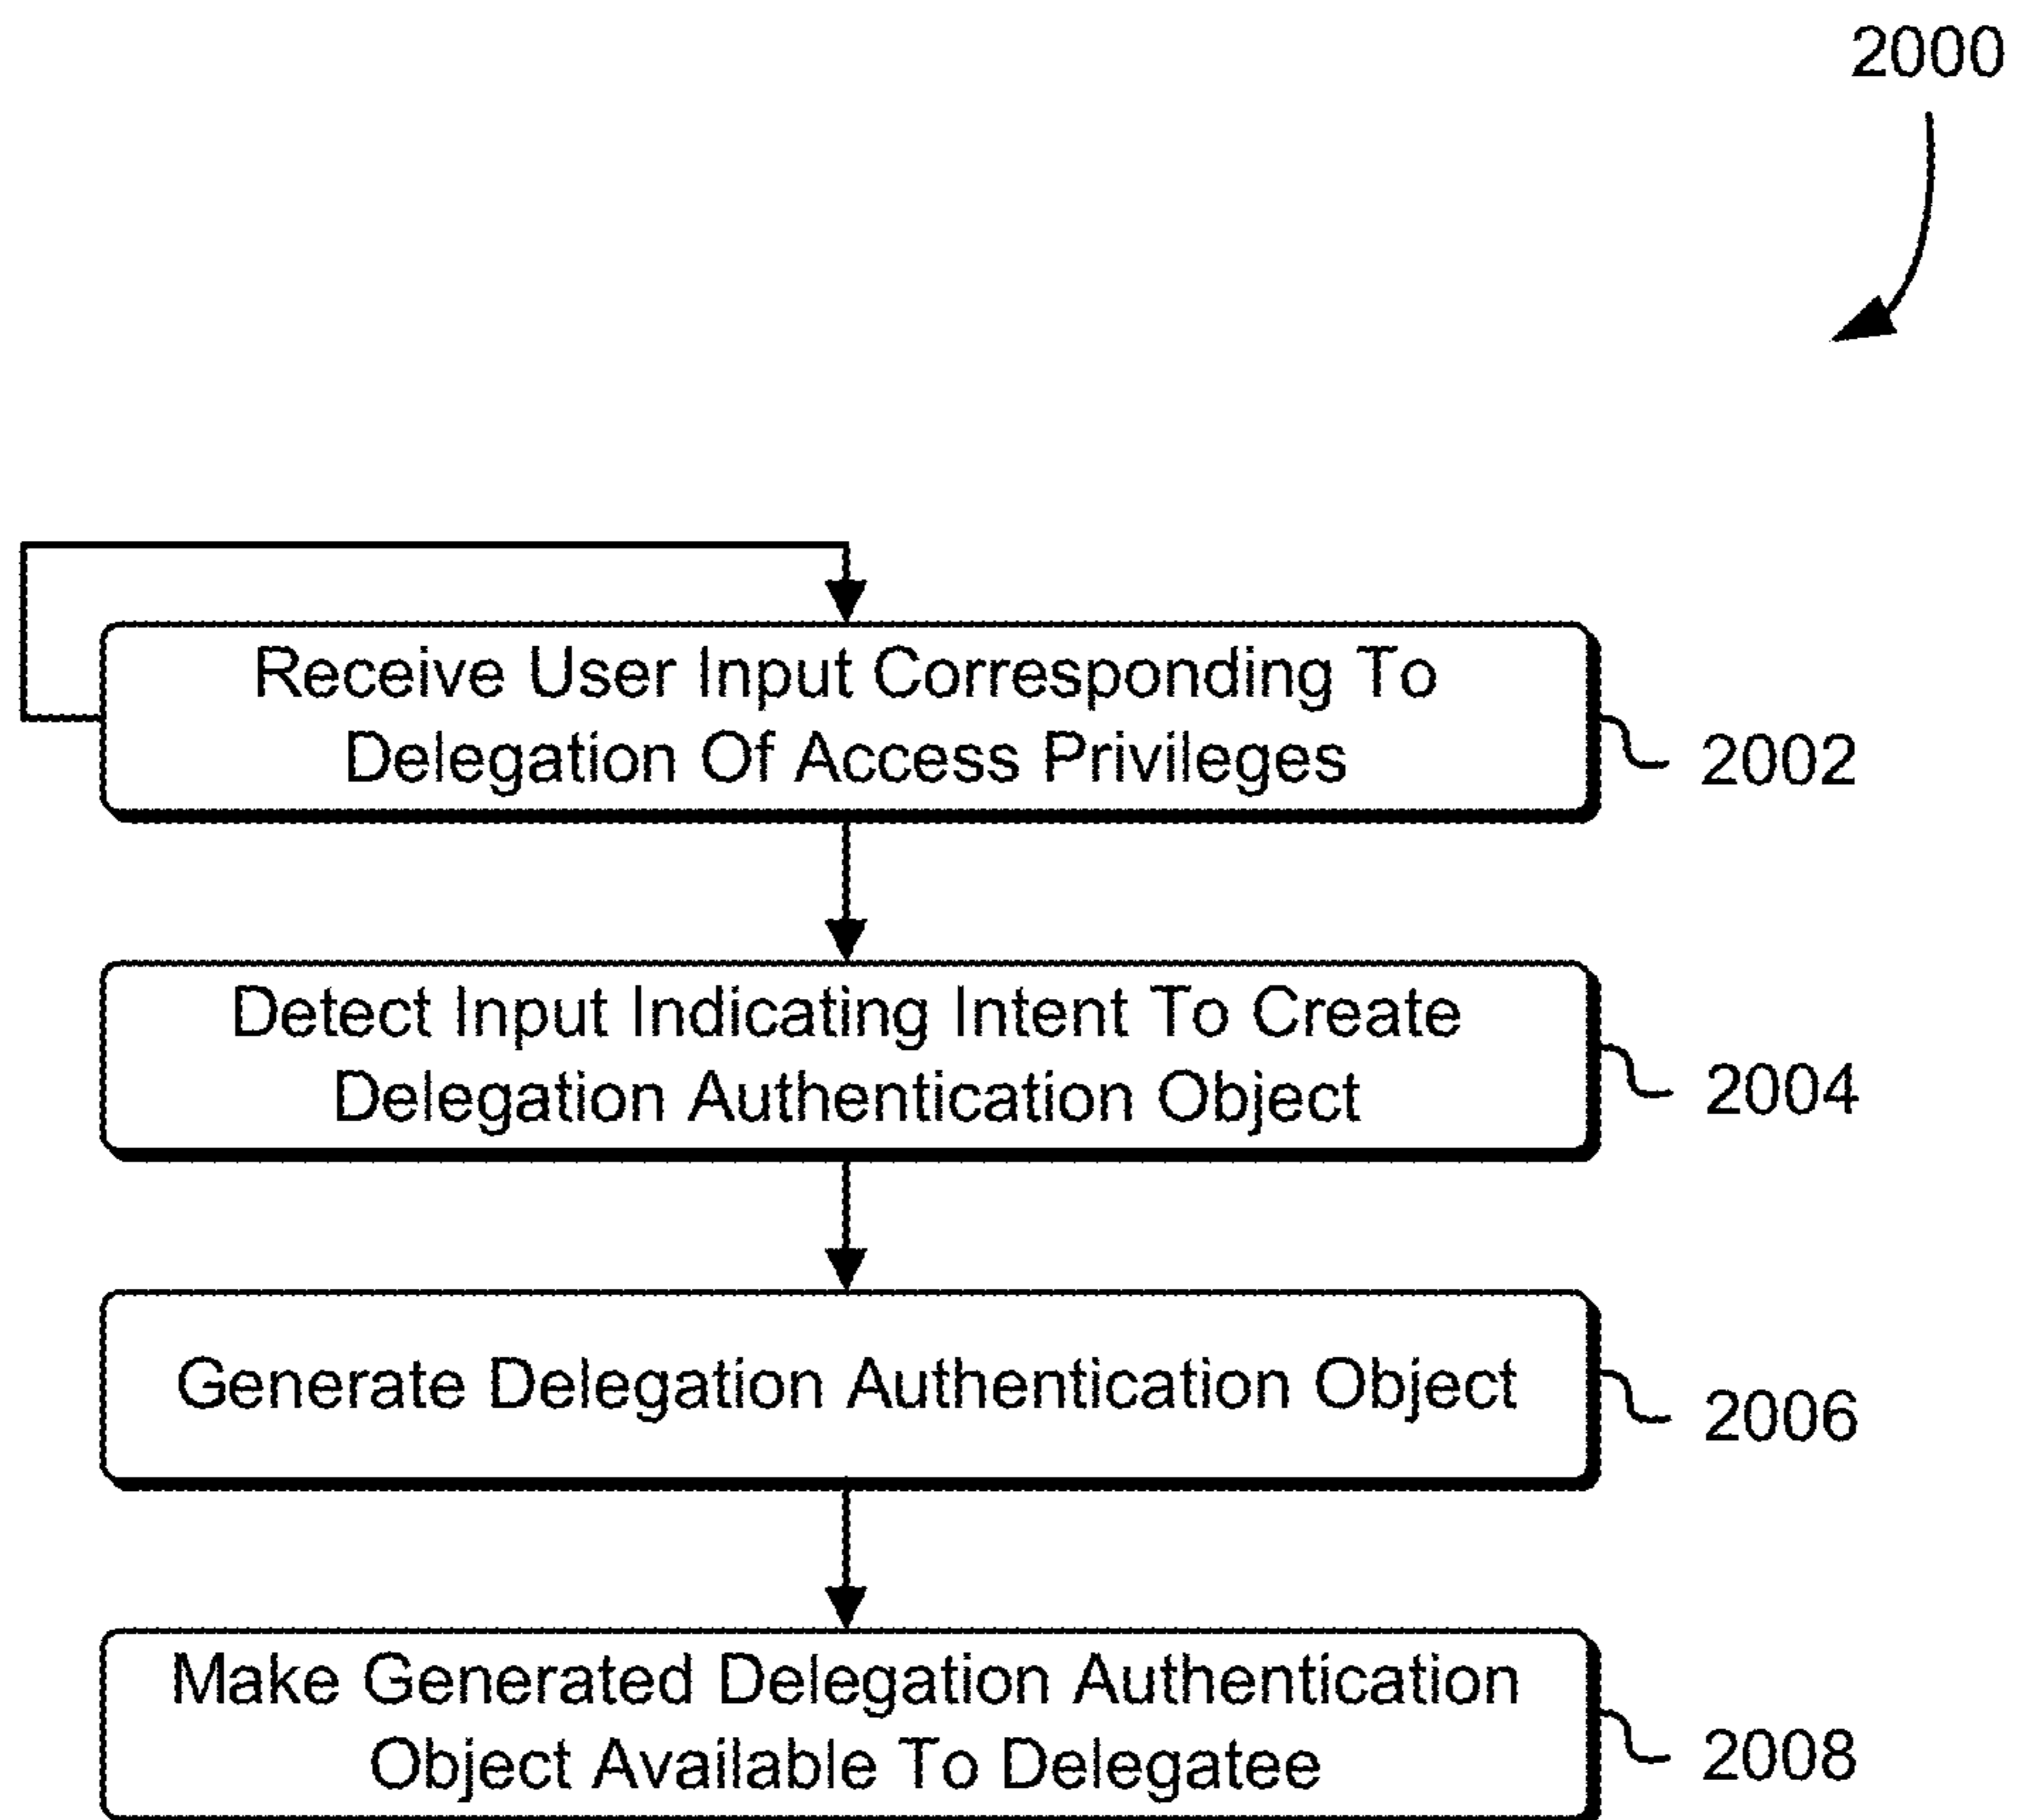 2000
Receive User Input Corresponding To
Delegation Of Access Privileges
2002
Detect Input Indicating Intent To Create
Delegation Authentication Object
2004
Generate Delegation Authentication Object
2006
Make Generated Delegation Authentication
Object Available To Delegatee
2008